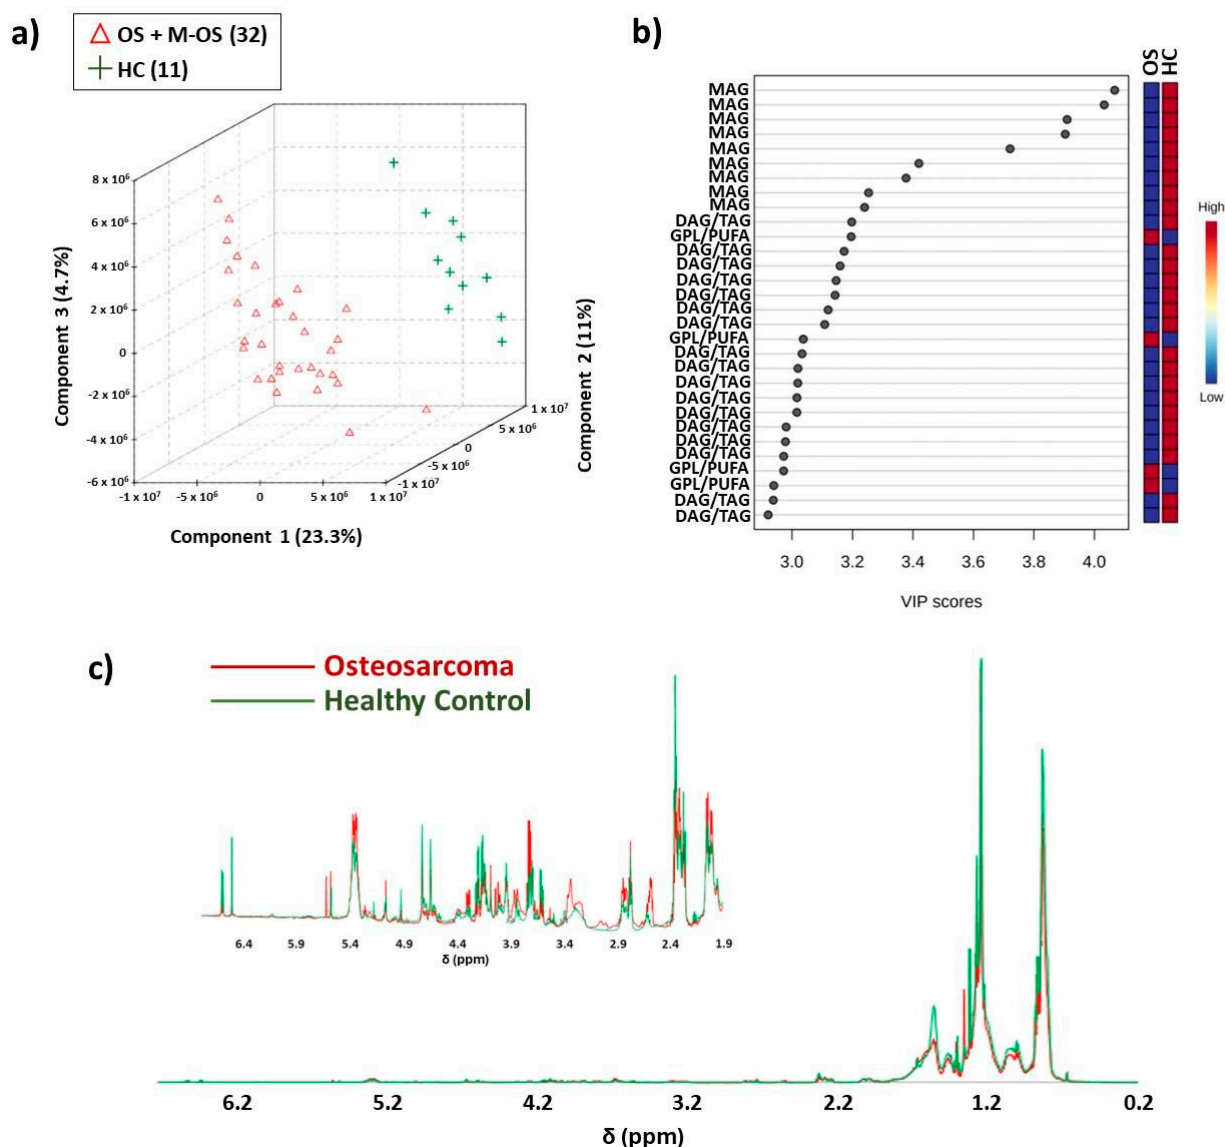 a)
OS + M-OS (32)
HC (11)
8 x 10⁶
6 x 10⁶
4 x 10⁶
2 x 10⁶
0
-2 x 10⁶
-4 x 10⁶
-6 x 10⁶
Component 3 (4.7%)
-1 x 10⁷
-5 x 10⁶
0
5 x 10⁶
1 x 10⁷
Component 1 (23.3%)
1 x 10⁷
5 x 10⁶
0
-5 x 10⁶
-1 x 10⁷
Component 2 (11%)
b)
OS HC
MAG
MAG
MAG
MAG
MAG
MAG
MAG
MAG
MAG
DAG/TAG
GPL/PUFA
DAG/TAG
DAG/TAG
DAG/TAG
DAG/TAG
DAG/TAG
DAG/TAG
GPL/PUFA
DAG/TAG
DAG/TAG
DAG/TAG
DAG/TAG
DAG/TAG
DAG/TAG
DAG/TAG
DAG/TAG
GPL/PUFA
GPL/PUFA
DAG/TAG
DAG/TAG
3.0 3.2 3.4 3.6 3.8 4.0
VIP scores
High
Low
c)
Osteosarcoma
Healthy Control
6.4 5.9 5.4 4.9 4.4 3.9 3.4 2.9 2.4 1.9
δ (ppm)
6.2 5.2 4.2 3.2 2.2 1.2 0.2
δ (ppm)